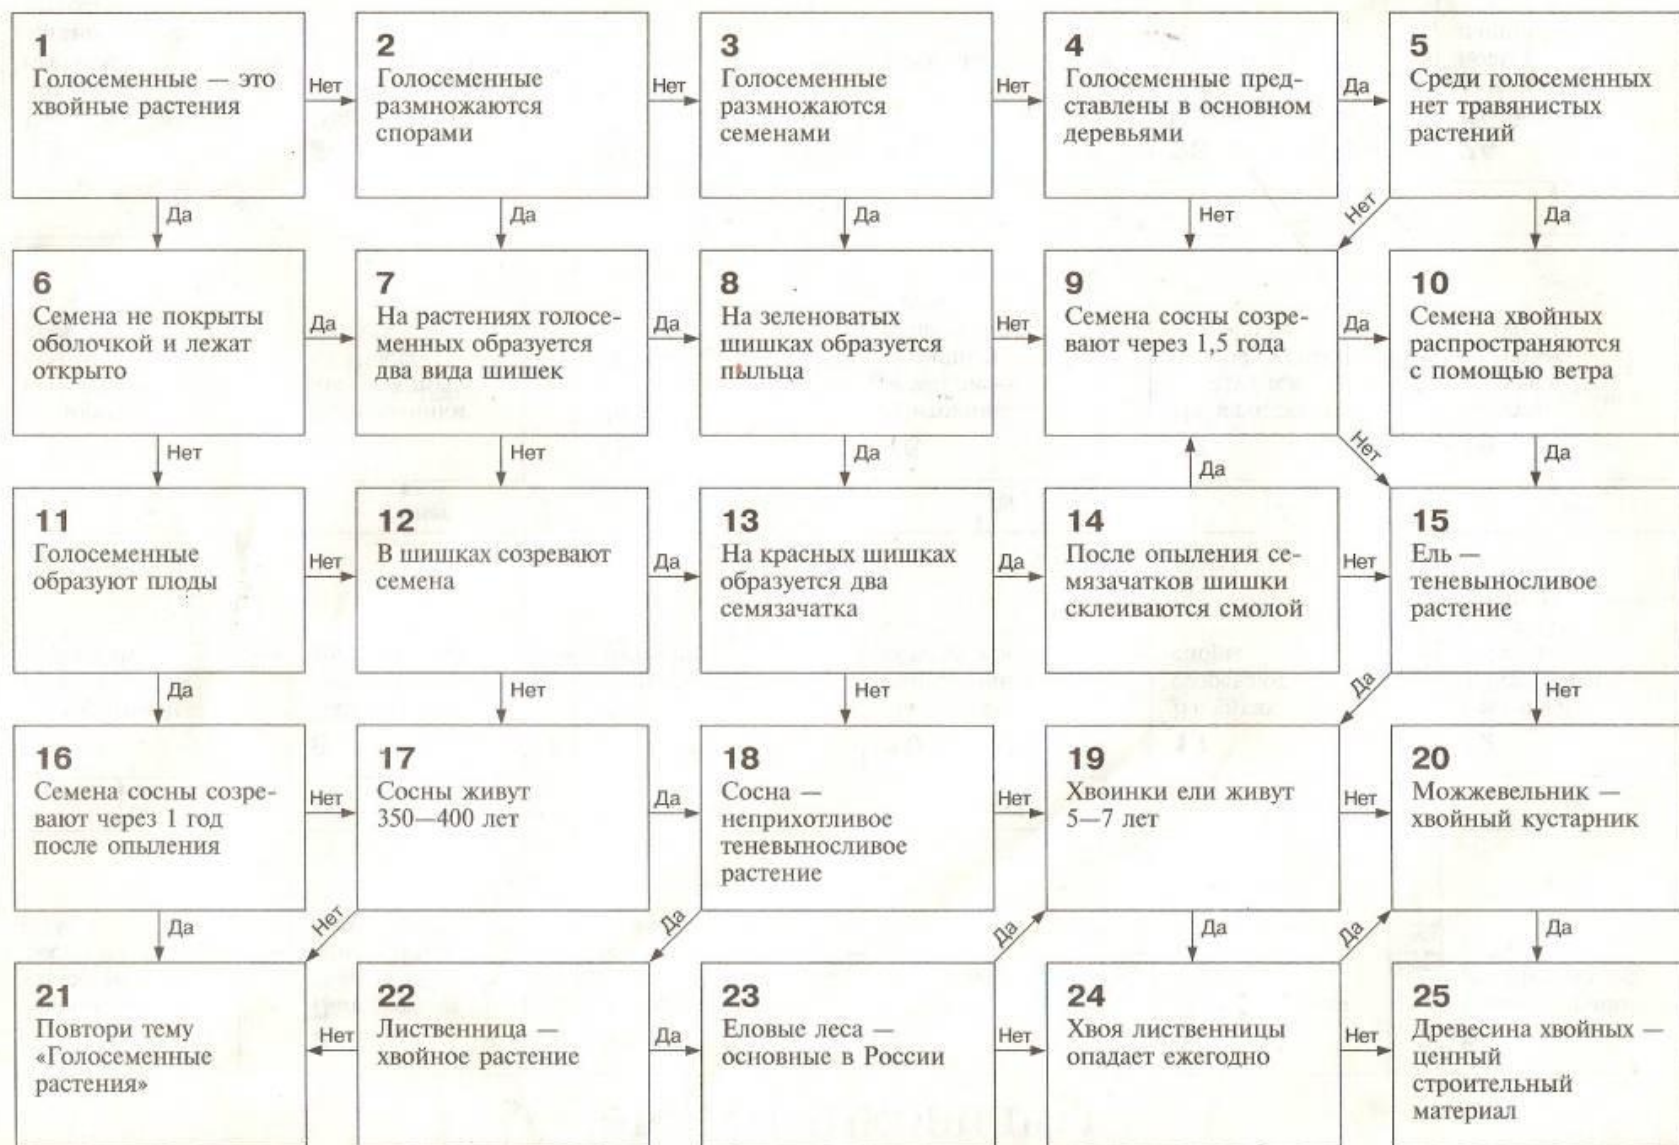 1
Голосеменные — это
хвойные растения
Нет
2
Голосеменные
размножаются
спорами
Нет
3
Голосеменные
размножаются
семенами
Нет
4
Голосеменные пред-
ставлены в основном
деревьями
Да
5
Среди голосеменных
нет травянистых
растений
Да
Да
Да
Нет
Нет
Да
6
Семена не покрыты
оболочкой и лежат
открыто
Да
7
На растениях голосе-
менных образуется
два вида шишек
Да
8
На зеленоватых
шишках образуется
пыльца
Нет
9
Семена сосны созре-
вают через 1,5 года
Да
10
Семена хвойных
распространяются
с помощью ветра
Нет
Нет
Да
Да
Нет
Да
11
Голосеменные
образуют плоды
Нет
12
В шишках созревают
семена
Да
13
На красных шишках
образуется два
семязачатка
Да
14
После опыления се-
мязачатков шишки
склеиваются смолой
Нет
15
Ель —
теневыносливое
растение
Да
Нет
Нет
Да
Нет
16
Семена сосны созре-
вают через 1 год
после опыления
Нет
17
Сосны живут
350—400 лет
Да
18
Сосна —
неприхотливое
теневыносливое
растение
Нет
19
Хвоинки ели живут
5—7 лет
Нет
20
Можжевельник —
хвойный кустарник
Да
Нет
Да
Да
Да
Да
Да
21
Повтори тему
«Голосеменные
растения»
Нет
22
Лиственница —
хвойное растение
Да
23
Еловые леса —
основные в России
Нет
24
Хвоя лиственницы
опадает ежегодно
Нет
25
Древесина хвойных —
ценный
строительный
материал